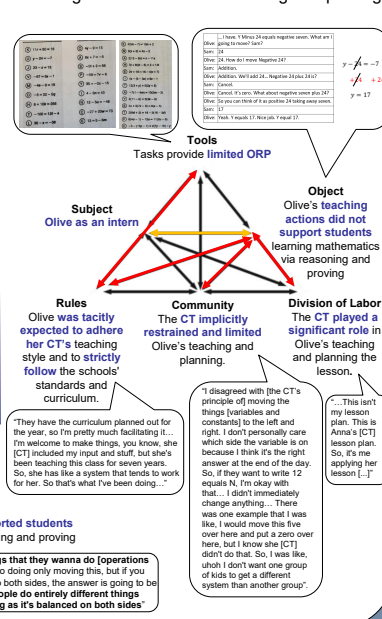 ... I have. Y Minus 24 equals negative seven. What am I
Olive: going to move? Sam?
Sam: 24
Olive: 24. How do I move Negative 24?
Sam: Addition.
Olive: Addition. We'll add 24... Negative 24 plus 24 is?
Sam: Cancel.
Olive: Cancel. It's zero. What about negative seven plus 24?
Olive: So you can think of it as positive 24 taking away seven.
Sam: 17
Olive: Yeah. Y equals 17. Nice job. Y equal 17.
y − 24 = −7
+24 + 2
y = 17
Tools
Tasks provide limited ORP
Subject
Olive as an intern
Object
Olive's teaching
actions did not
support students
learning mathematics
via reasoning and
proving
Rules
Olive was tacitly
expected to adhere
her CT's teaching
style and to strictly
follow the schools'
standards and
curriculum.
Community
The CT implicitly
restrained and limited
Olive's teaching and
planning.
Division of Labor
The CT played a
significant role in
Olive's teaching
and planning the
lesson.
"They have the curriculum planned out for
the year, so I'm pretty much facilitating it…
I'm welcome to make things, you know, she
[CT] included my input and stuff, but she's
been teaching this class for seven years.
So, she has like a system that tends to work
for her. So that's what I've been doing…"
"I disagreed with [the CT's
principle of] moving the
things [variables and
constants] to the left and
right. I don't personally care
which side the variable is on
because I think it's the right
answer at the end of the day.
So, if they want to write 12
equals N, I'm okay with
that… I didn't immediately
change anything… There
was one example that I was
like, I would move this five
over here and put a zero over
here, but I know she [CT]
didn't do that. So, I was like,
uhoh I don't want one group
of kids to get a different
system than another group".
"…This isn't
my lesson
plan. This is
Anna's [CT]
lesson plan.
So, it's me
applying her
lesson [...]"
rted students
ing and proving
gs that they wanna do [operations
o doing only moving this, but if you
o both sides, the answer is going to be
ople do entirely different things
g as it's balanced on both sides"